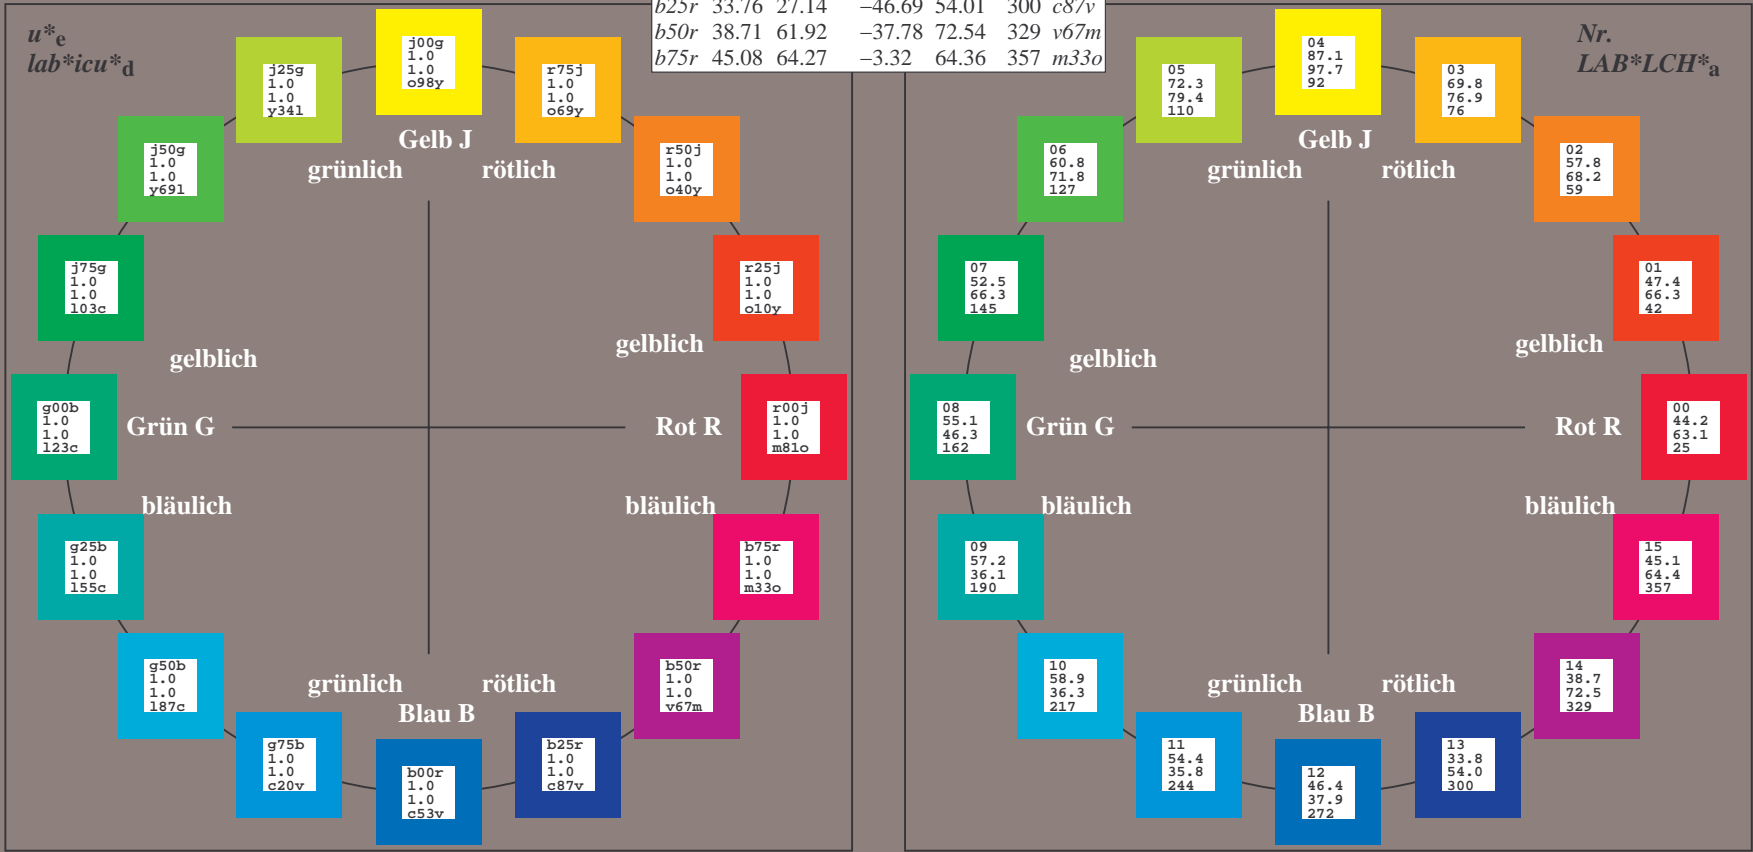 b25r 33.76 27.14 −46.69 54.01 300 c87v
b50r 38.71 61.92 −37.78 72.54 329 v67m
b75r 45.08 64.27 −3.32 64.36 357 m33o
u*e
lab*icu*d
j00g
1.0
1.0
o98y
j25g
1.0
1.0
y34l
r75j
1.0
1.0
o69y
Gelb J
grünlich rötlich
j50g
1.0
1.0
y69l
r50j
1.0
1.0
o40y
j75g
1.0
1.0
l03c
r25j
1.0
1.0
o10y
gelblich
gelblich
g00b
1.0
1.0
l23c
Grün G
Rot R
r00j
1.0
1.0
m81o
bläulich
bläulich
g25b
1.0
1.0
l55c
b75r
1.0
1.0
m33o
g50b
1.0
1.0
l87c
b50r
1.0
1.0
v67m
grünlich rötlich
Blau B
g75b
1.0
1.0
c20v
b00r
1.0
1.0
c53v
b25r
1.0
1.0
c87v
Nr.
LAB*LCH*a
04
87.1
97.7
92
05
72.3
79.4
110
03
69.8
76.9
76
Gelb J
grünlich rötlich
06
60.8
71.8
127
02
57.8
68.2
59
07
52.5
66.3
145
01
47.4
66.3
42
gelblich
gelblich
08
55.1
46.3
162
Grün G
Rot R
00
44.2
63.1
25
bläulich
bläulich
09
57.2
36.1
190
15
45.1
64.4
357
10
58.9
36.3
217
14
38.7
72.5
329
grünlich rötlich
Blau B
11
54.4
35.8
244
12
46.4
37.9
272
13
33.8
54.0
300